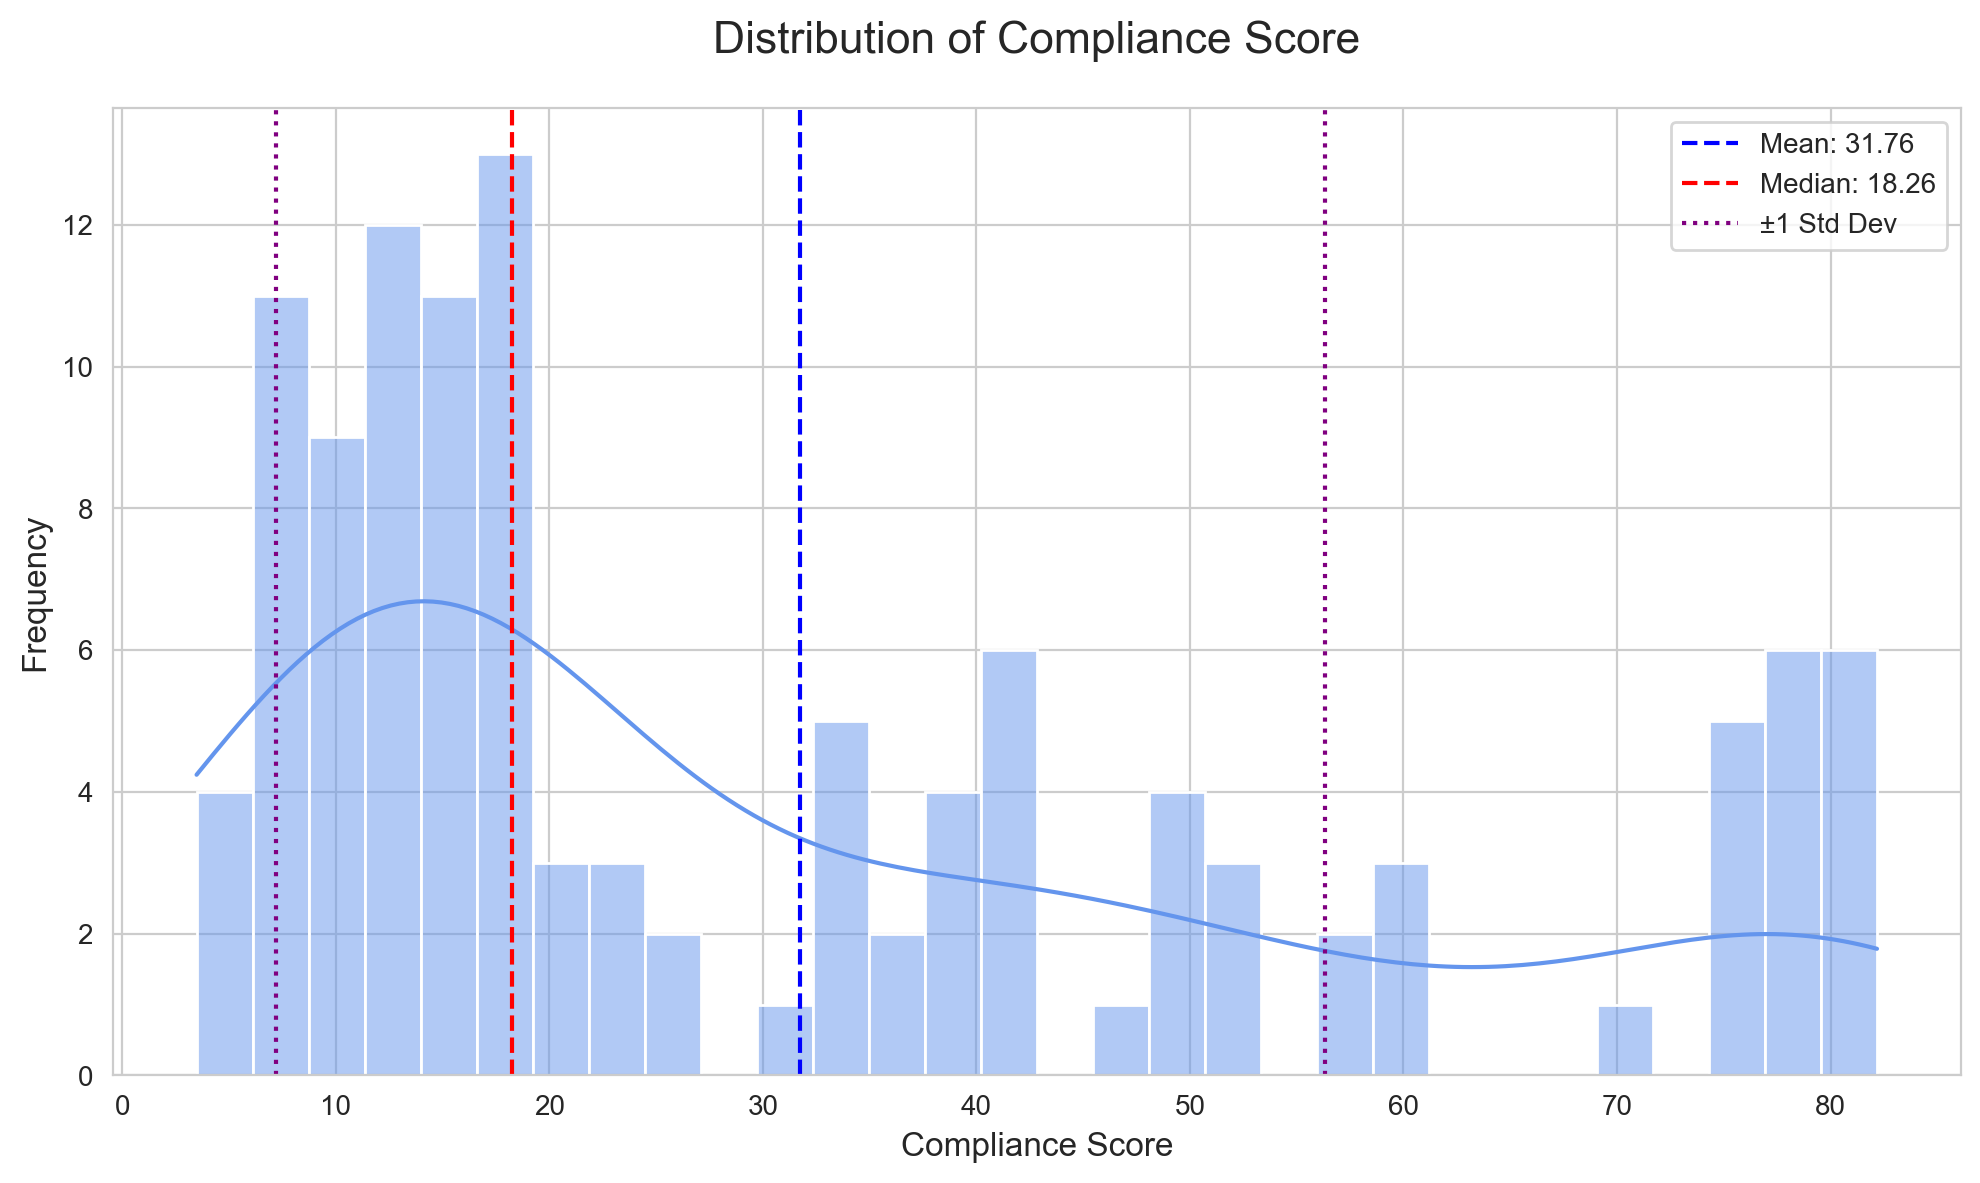 Distribution of Compliance Score
Mean: 31.76
Median: 18.26
±1 Std Dev
Frequency
12
10
8
6
4
2
0
0 10 20 30 40 50 60 70 80
Compliance Score